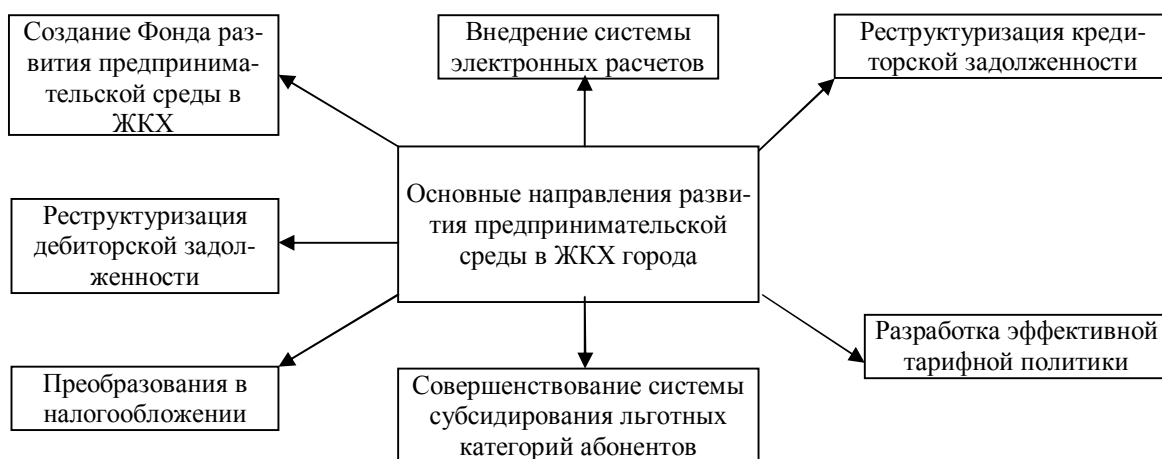 Создание Фонда раз-
вития предпринима-
тельской среды в
ЖКХ
Внедрение системы
электронных расчетов
Реструктуризация креди-
торской задолженности
Основные направления разви-
тия предпринимательской
среды в ЖКХ города
Реструктуризация
дебиторской задол-
женности
Разработка эффективной
тарифной политики
Преобразования в
налогообложении
Совершенствование системы
субсидирования льготных
категорий абонентов